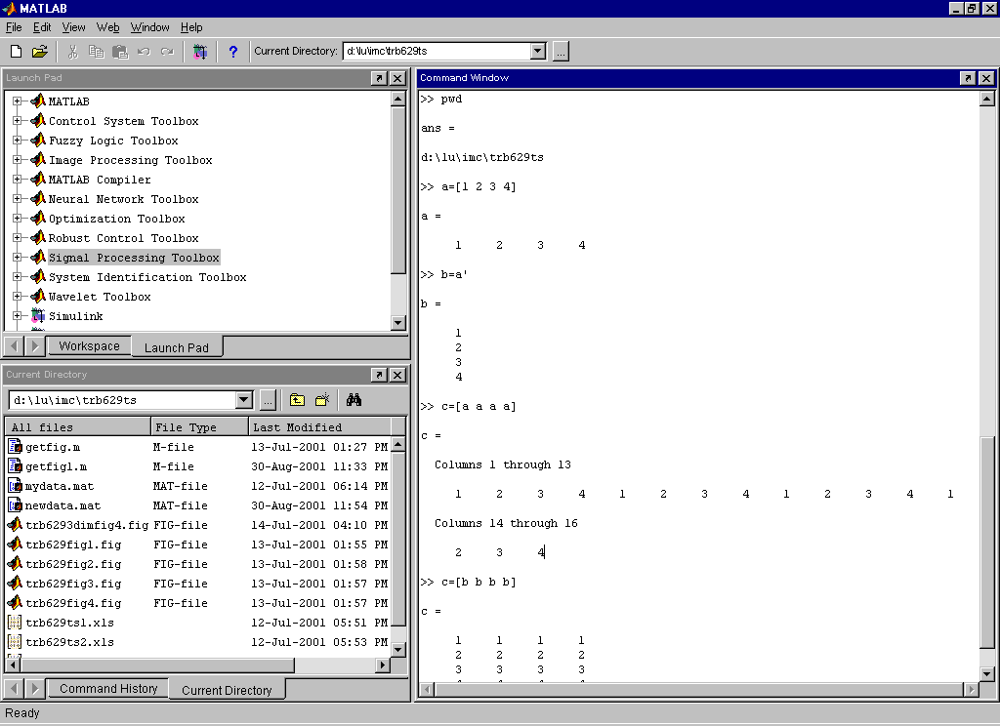 MATLAB
File Edit View Web Window Help
? Current Directory: d:\lu\imc\trb629ts ...
Launch Pad
MATLAB
Control System Toolbox
Fuzzy Logic Toolbox
Image Processing Toolbox
MATLAB Compiler
Neural Network Toolbox
Optimization Toolbox
Robust Control Toolbox
Signal Processing Toolbox
System Identification Toolbox
Wavelet Toolbox
Simulink
Workspace Launch Pad
Current Directory
d:\lu\imc\trb629ts ...
All files File Type Last Modified
getfig.m M-file 13-Jul-2001 01:27 PM
getfig1.m M-file 30-Aug-2001 11:33 PM
mydata.mat MAT-file 12-Jul-2001 06:14 PM
newdata.mat MAT-file 30-Aug-2001 11:54 PM
trb6293dimfig4.fig FIG-file 14-Jul-2001 04:10 PM
trb629fig1.fig FIG-file 13-Jul-2001 01:55 PM
trb629fig2.fig FIG-file 13-Jul-2001 01:58 PM
trb629fig3.fig FIG-file 13-Jul-2001 01:57 PM
trb629fig4.fig FIG-file 13-Jul-2001 01:57 PM
trb629ts1.xls 12-Jul-2001 05:51 PM
trb629ts2.xls 12-Jul-2001 05:53 PM
Command History Current Directory
Command Window
>> pwd
ans =
d:\lu\imc\trb629ts
>> a=[1 2 3 4]
a =
1 2 3 4
>> b=a'
b =
1
2
3
4
>> c=[a a a a]
c =
Columns 1 through 13
1 2 3 4 1 2 3 4 1 2 3 4 1
Columns 14 through 16
2 3 4
>> c=[b b b b]
c =
1 1 1 1
2 2 2 2
3 3 3 3
Ready